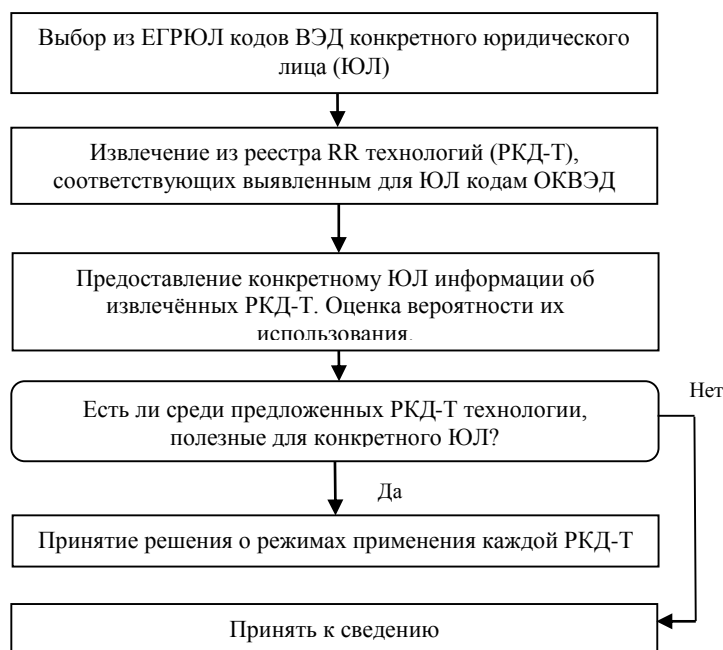 Выбор из ЕГРЮЛ кодов ВЭД конкретного юридического
лица (ЮЛ)
Извлечение из реестра RR технологий (РКД-Т),
соответствующих выявленным для ЮЛ кодам ОКВЭД
Предоставление конкретному ЮЛ информации об
извлечённых РКД-Т. Оценка вероятности их
использования.
Есть ли среди предложенных РКД-Т технологии,
полезные для конкретного ЮЛ?
Нет
Да
Принятие решения о режимах применения каждой РКД-Т
Принять к сведению